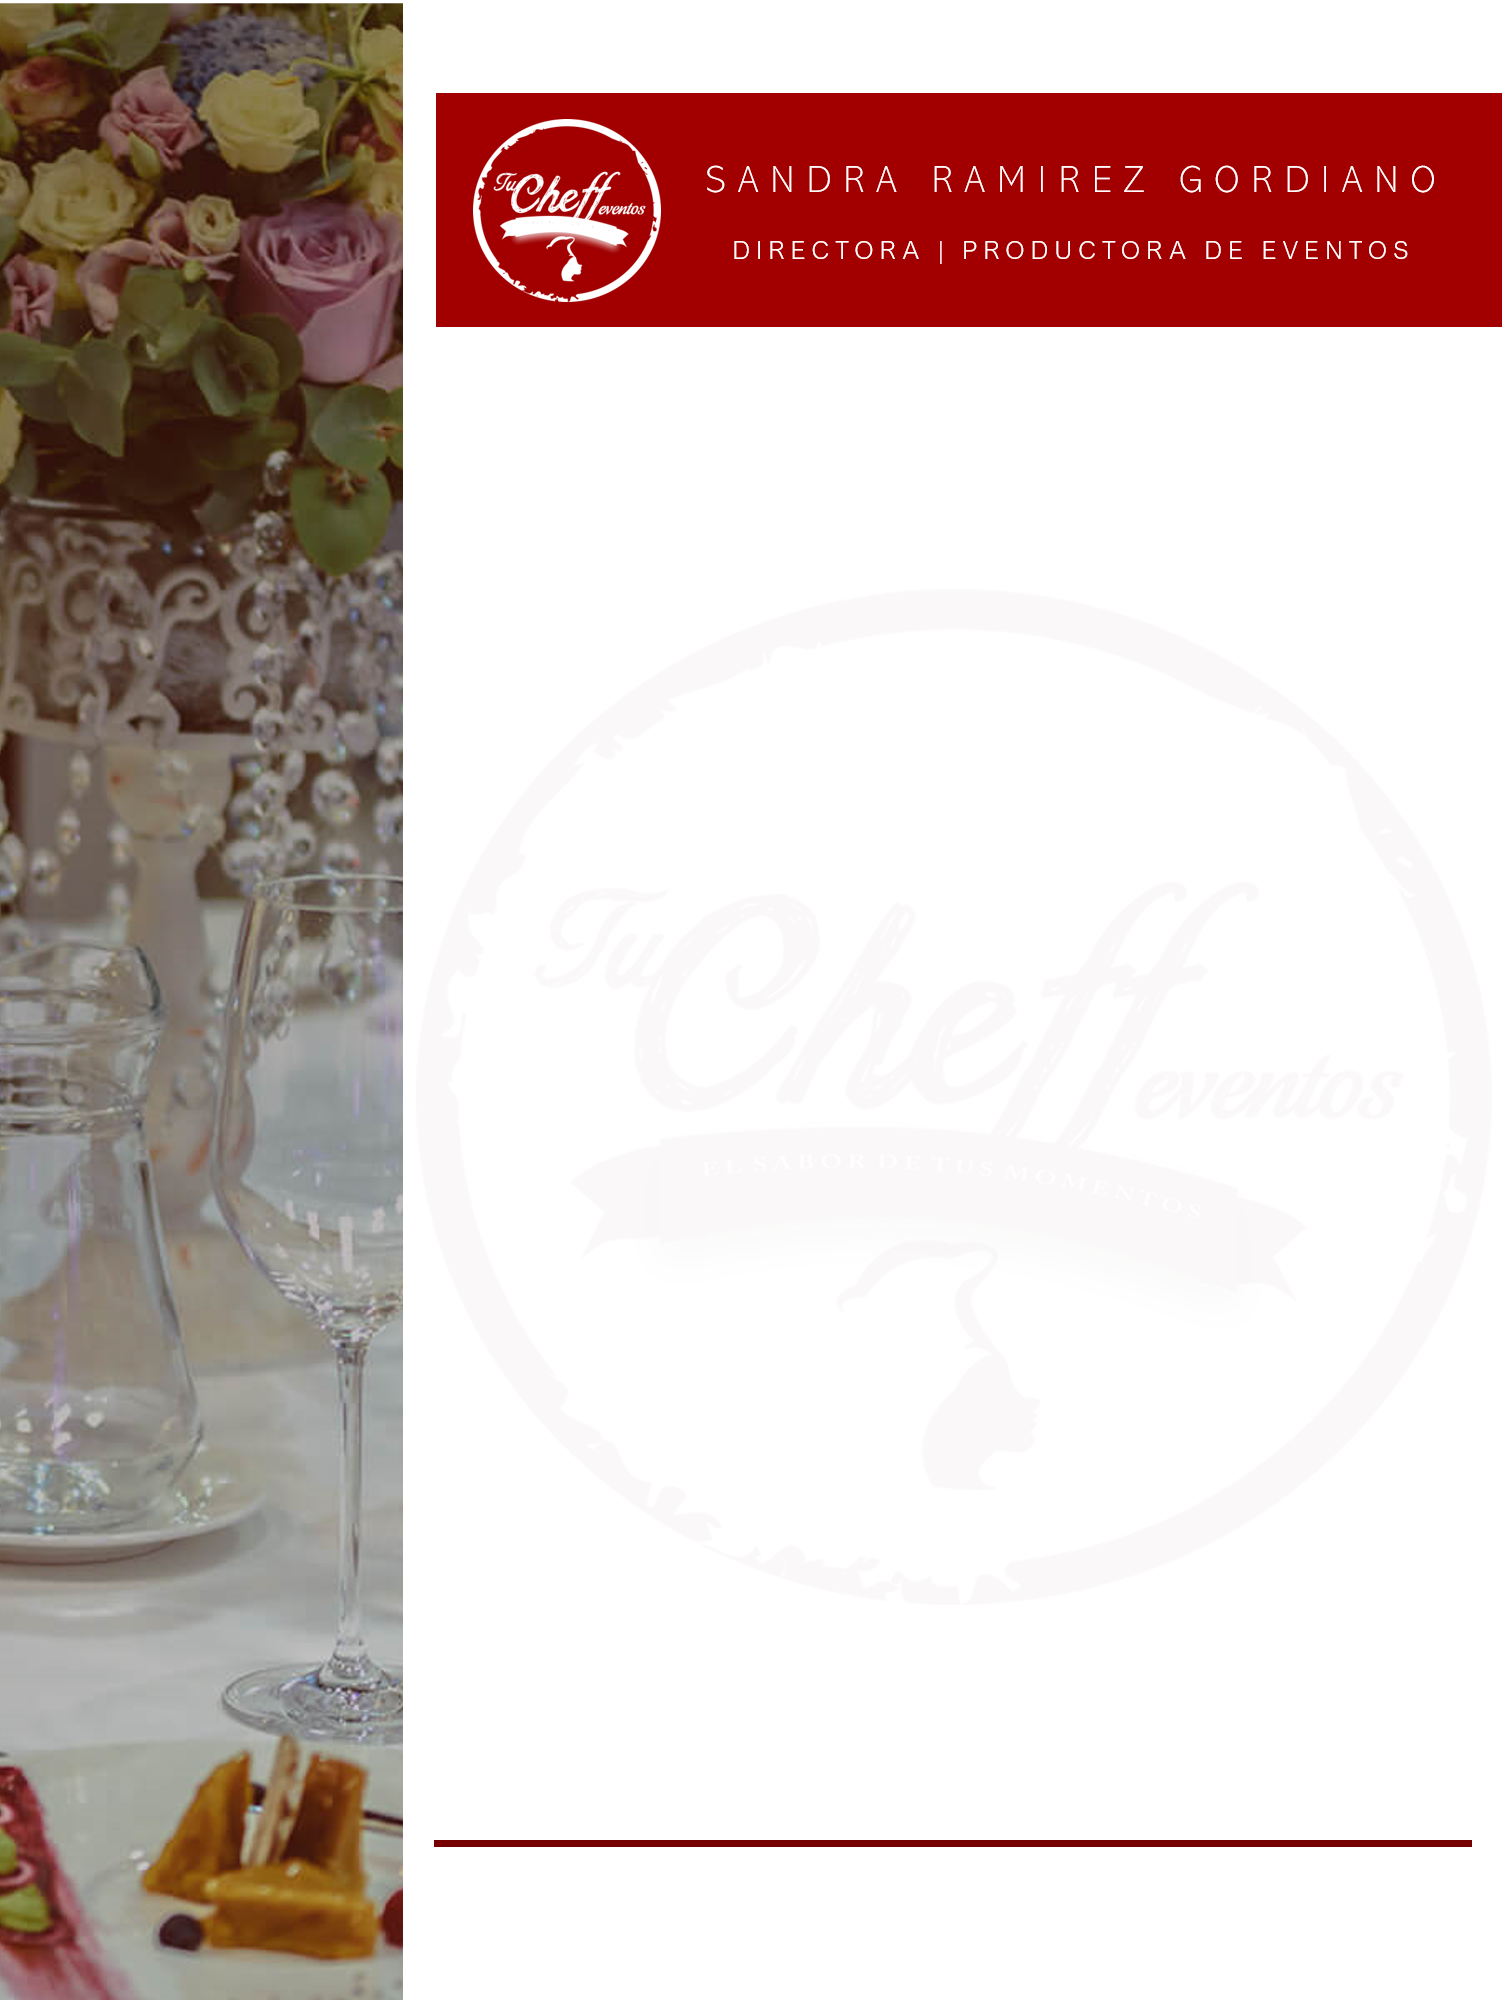 Tu Cheff eventos
SANDRA RAMIREZ GORDIANO
DIRECTORA | PRODUCTORA DE EVENTOS
Tu Cheff eventos
EL SABOR DE TUS MOMENTOS